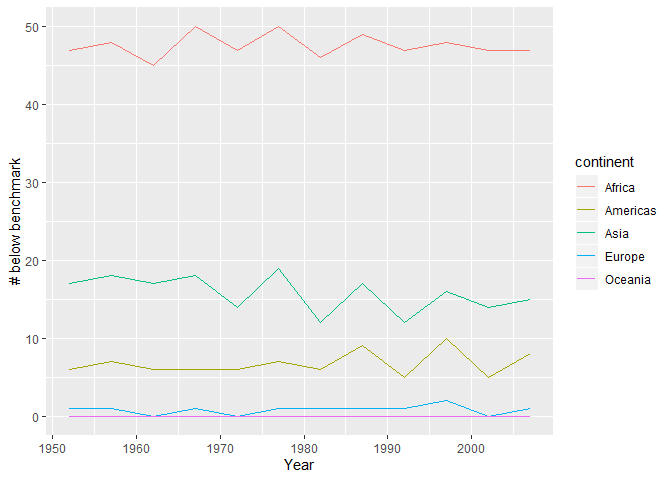 50
40
30
20
10
0
# below benchmark
1950
1960
1970
1980
1990
2000
Year
continent
Africa
Americas
Asia
Europe
Oceania